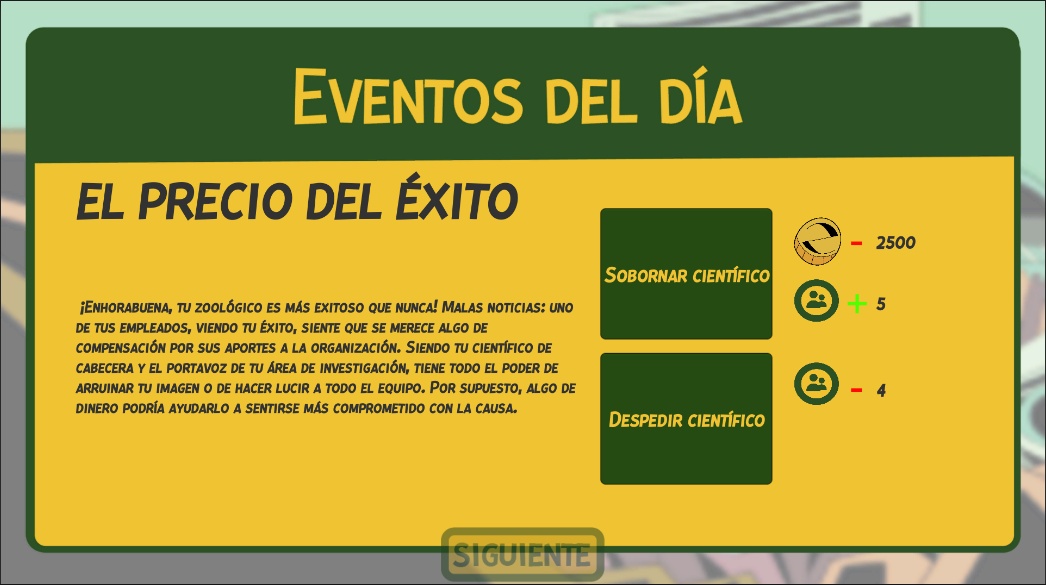 EVENTOS DEL DÍA
EL PRECIO DEL ÉXITO
¡ENHORABUENA, TU ZOOLÓGICO ES MÁS EXITOSO QUE NUNCA! MALAS NOTICIAS: UNO
DE TUS EMPLEADOS, VIENDO TU ÉXITO, SIENTE QUE SE MERECE ALGO DE
COMPENSACIÓN POR SUS APORTES A LA ORGANIZACIÓN. SIENDO TU CIENTÍFICO DE
CABECERA Y EL PORTAVOZ DE TU ÁREA DE INVESTIGACIÓN, TIENE TODO EL PODER DE
ARRUINAR TU IMAGEN O DE HACER LUCIR A TODO EL EQUIPO. POR SUPUESTO, ALGO DE
DINERO PODRÍA AYUDARLO A SENTIRSE MÁS COMPROMETIDO CON LA CAUSA.
SOBORNAR CIENTÍFICO
- 2500
+ 5
DESPEDIR CIENTÍFICO
- 4
SIGUIENTE